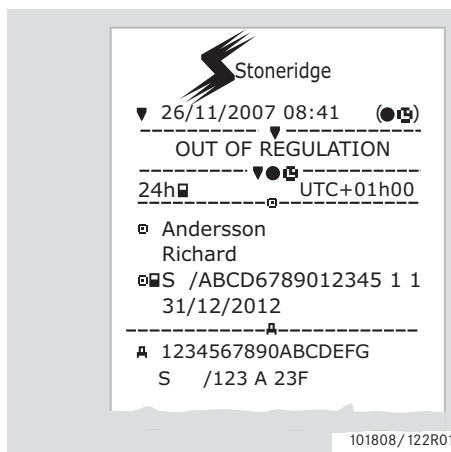 Stoneridge
26/11/2007 08:41 (●)
OUT OF REGULATION
24h UTC+01h00
Andersson
Richard
S /ABCD6789012345 1 1
31/12/2012
1234567890ABCDEFG
S /123 A 23F
101808/122R01